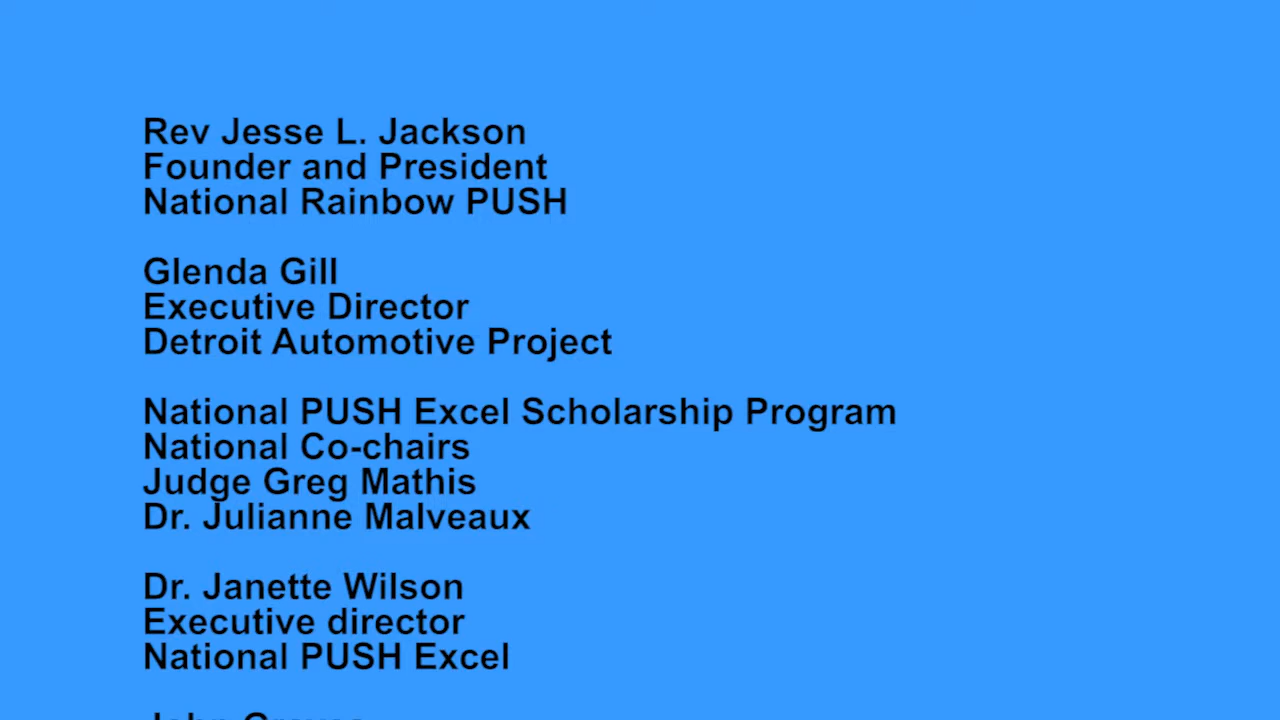 Rev Jesse L. Jackson
Founder and President
National Rainbow PUSH
Glenda Gill
Executive Director
Detroit Automotive Project
National PUSH Excel Scholarship Program
National Co-chairs
Judge Greg Mathis
Dr. Julianne Malveaux
Dr. Janette Wilson
Executive director
National PUSH Excel